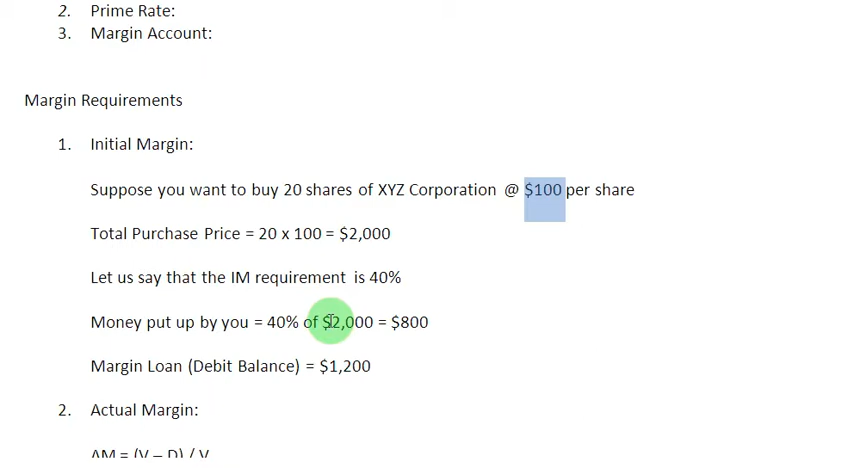 2. Prime Rate:
3. Margin Account:
Margin Requirements
1. Initial Margin:
Suppose you want to buy 20 shares of XYZ Corporation @ $100 per share
Total Purchase Price = 20 x 100 = $2,000
Let us say that the IM requirement is 40%
Money put up by you = 40% of $2,000 = $800
Margin Loan (Debit Balance) = $1,200
2. Actual Margin:
AM = (V – D) / V